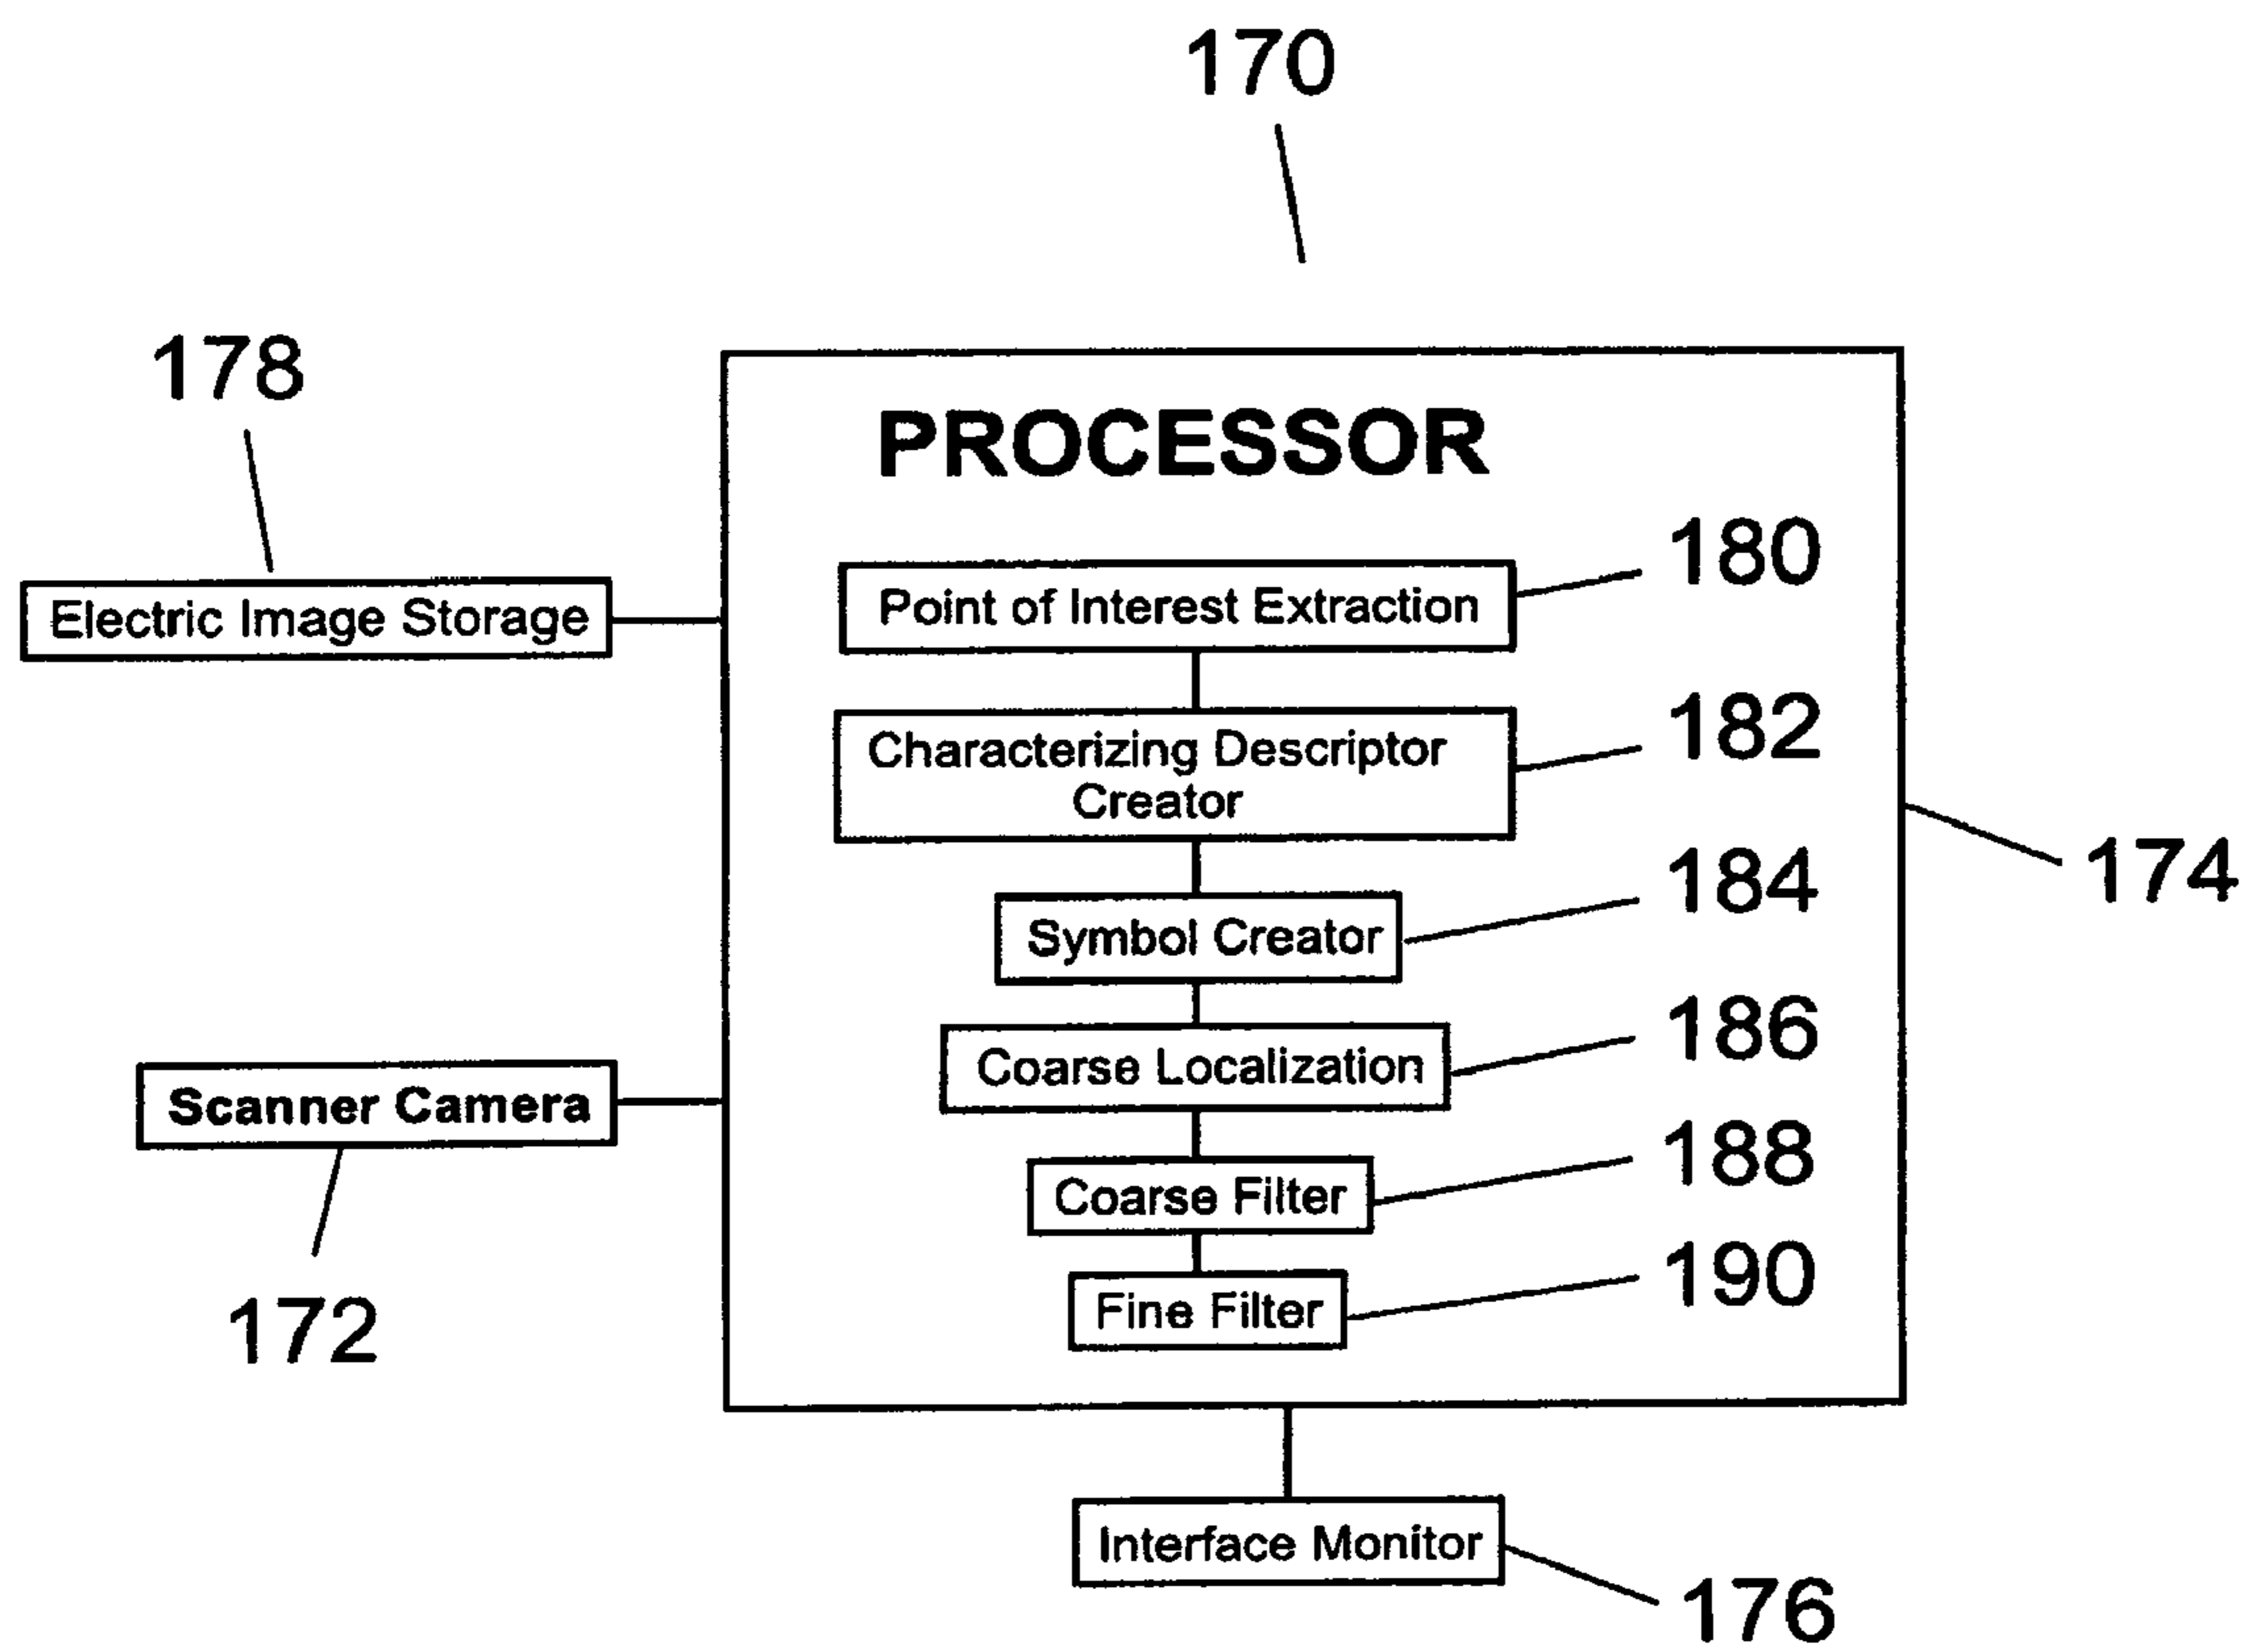 170
178
PROCESSOR
180
Point of Interest Extraction
Electric Image Storage
182
Characterizing Descriptor
Creator
174
184
Symbol Creator
186
Coarse Localization
Scanner Camera
188
Coarse Filter
190
Fine Filter
172
Interface Monitor
176